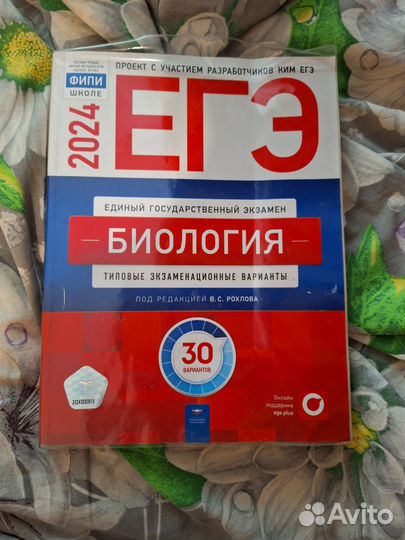 ПРОЕКТ С УЧАСТИЕМ РАЗРАБОТЧИКОВ КИМ ЕГЭ
ФИПИ
ШКОЛЕ
2024
ЕГЭ
ЕДИНЫЙ ГОСУДАРСТВЕННЫЙ ЭКЗАМЕН
БИОЛОГИЯ
ТИПОВЫЕ ЭКЗАМЕНАЦИОННЫЕ ВАРИАНТЫ
ПОД РЕДАКЦИЕЙ В.С. РОХЛОВА
30
ВАРИАНТОВ
Онлайн
поддержка
ege.plus
Avito